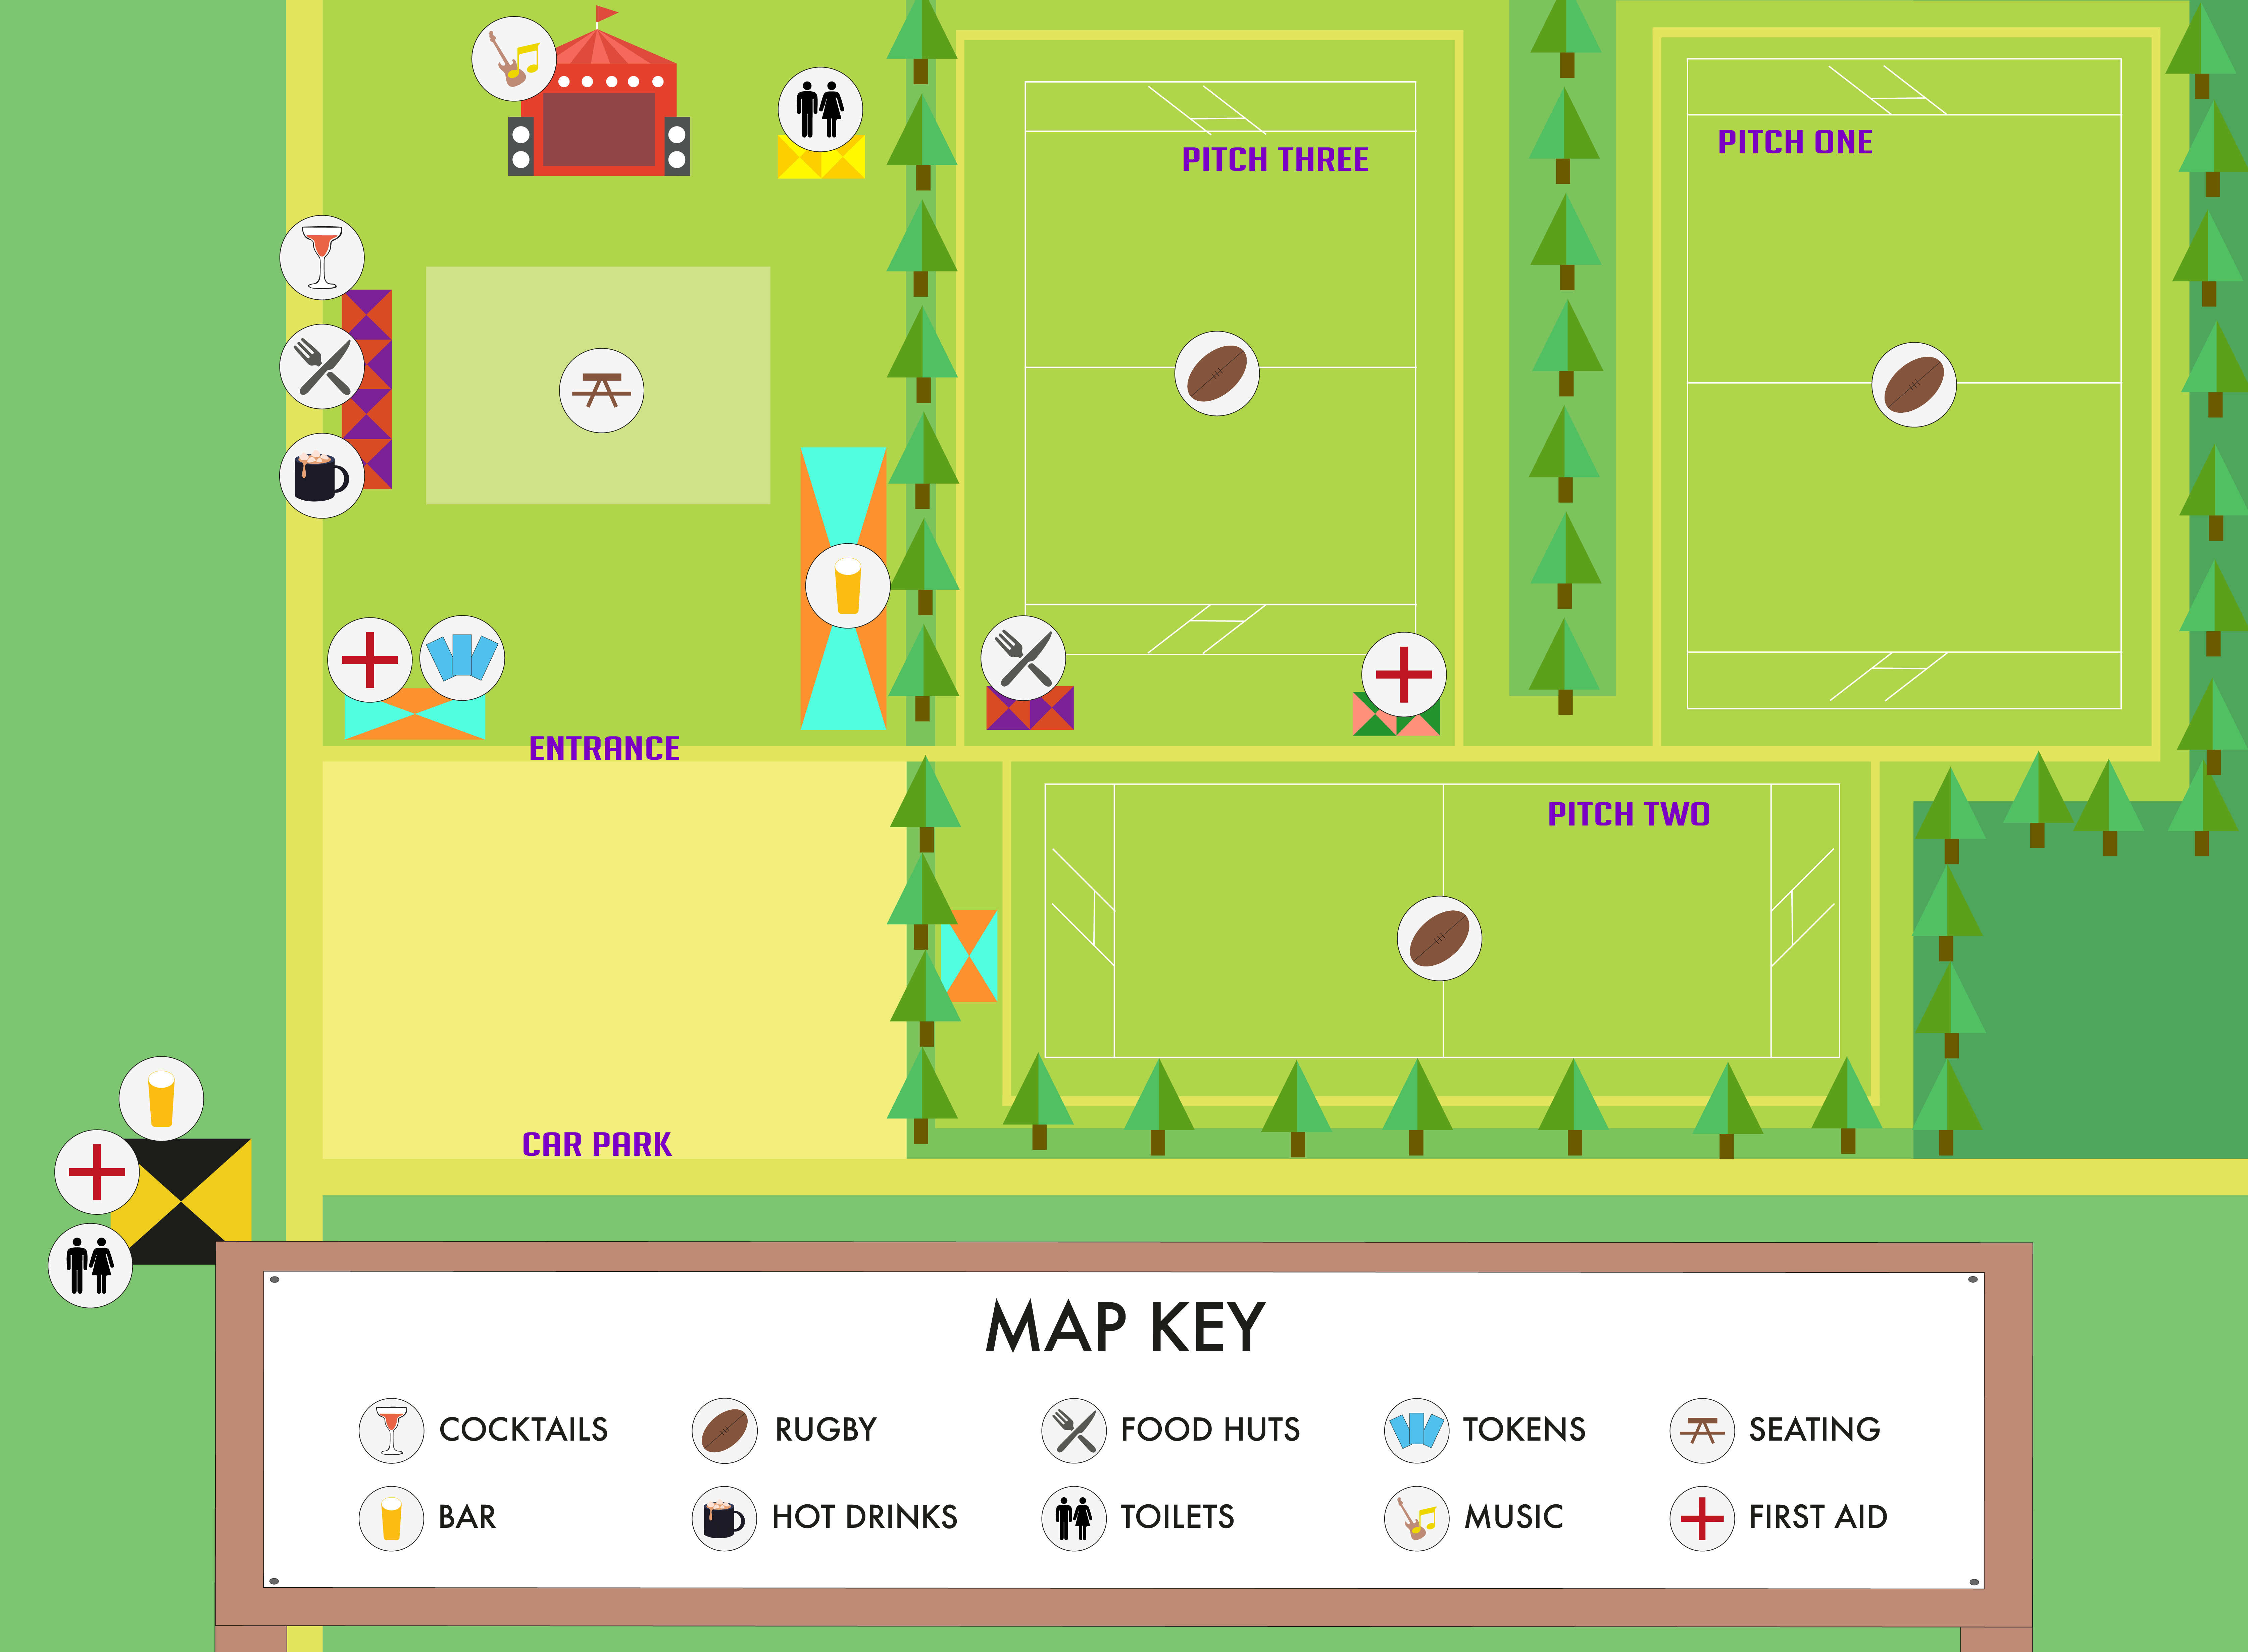 PITCH ONE
PITCH THREE
ENTRANCE
PITCH TWO
CAR PARK
MAP KEY
COCKTAILS
RUGBY
FOOD HUTS
TOKENS
SEATING
BAR
HOT DRINKS
TOILETS
MUSIC
FIRST AID